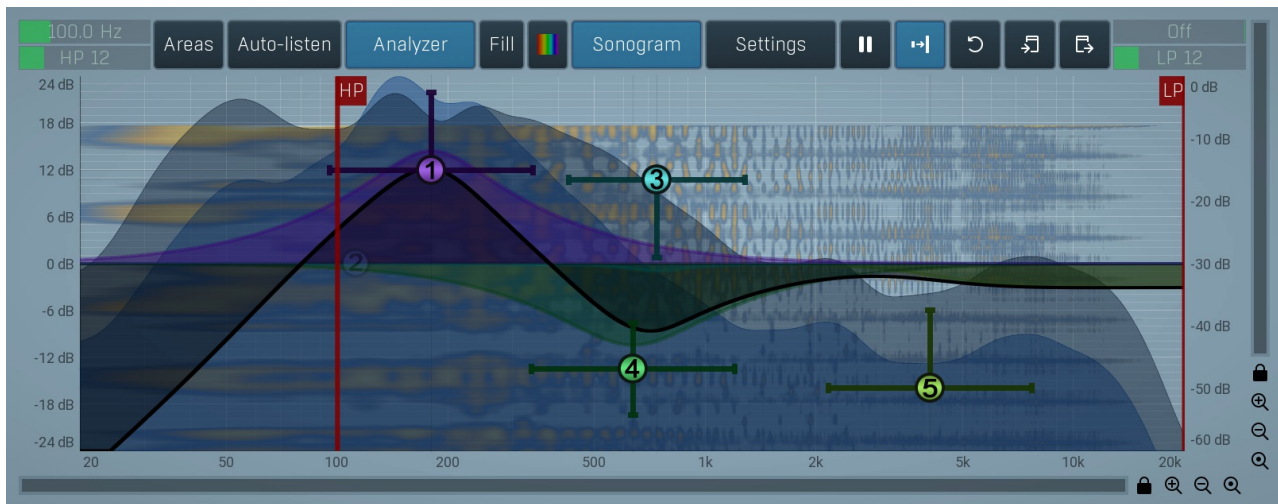 100.0 Hz
HP 12
Areas
Auto-listen
Analyzer
Fill
Sonogram
Settings
Off
LP 12
24 dB
18 dB
12 dB
6 dB
0 dB
-6 dB
-12 dB
-18 dB
-24 dB
HP
LP
1
2
3
4
5
0 dB
-10 dB
-20 dB
-30 dB
-40 dB
-50 dB
-60 dB
20 50 100 200 500 1k 2k 5k 10k 20k